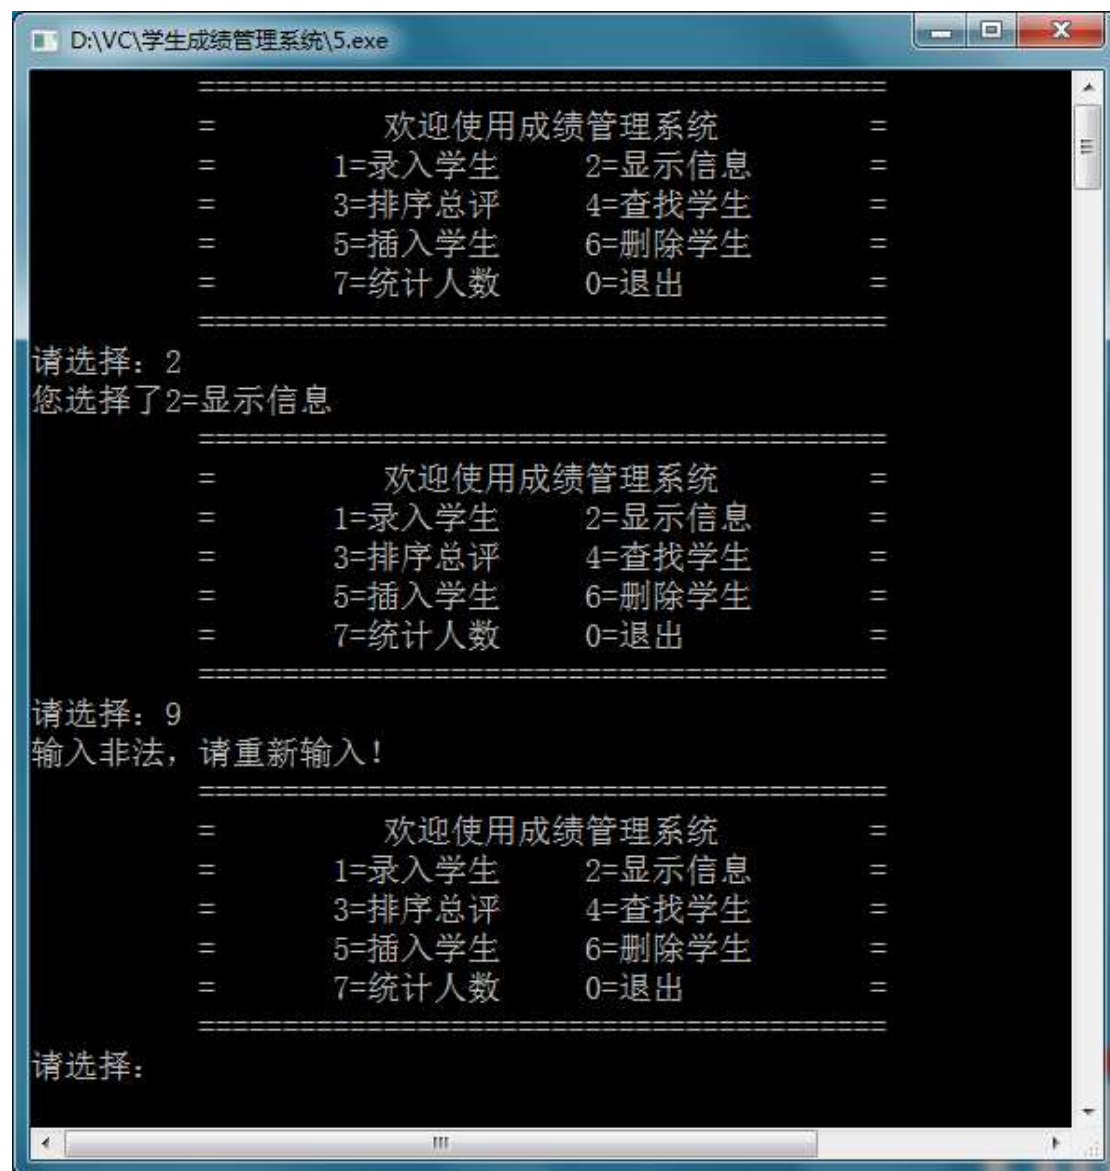 D:\VC\学生成绩管理系统\5.exe
=========================================
= 欢迎使用成绩管理系统 =
= 1=录入学生 2=显示信息 =
= 3=排序总评 4=查找学生 =
= 5=插入学生 6=删除学生 =
= 7=统计人数 0=退出 =
=========================================
请选择：2
您选择了2=显示信息
=========================================
= 欢迎使用成绩管理系统 =
= 1=录入学生 2=显示信息 =
= 3=排序总评 4=查找学生 =
= 5=插入学生 6=删除学生 =
= 7=统计人数 0=退出 =
=========================================
请选择：9
输入非法，请重新输入！
=========================================
= 欢迎使用成绩管理系统 =
= 1=录入学生 2=显示信息 =
= 3=排序总评 4=查找学生 =
= 5=插入学生 6=删除学生 =
= 7=统计人数 0=退出 =
=========================================
请选择：